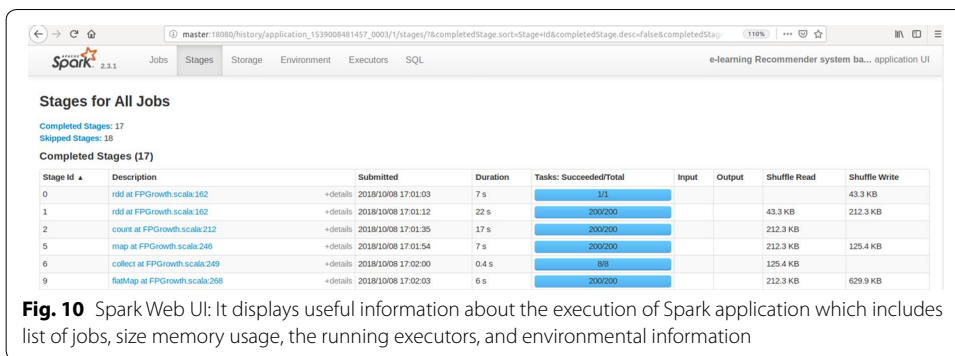 master:18080/history/application_1539008481457_0003/1/stages/?&completedStage.sort=Stage+Id&completedStage.desc=false&completedStag
110%
APACHE Spark 2.3.1 Jobs Stages Storage Environment Executors SQL e-learning Recommender system ba... application UI
Stages for All Jobs
Completed Stages: 17
Skipped Stages: 18
Completed Stages (17)
Stage Id ▴ Description Submitted Duration Tasks: Succeeded/Total Input Output Shuffle Read Shuffle Write
0 rdd at FPGrowth.scala:162 +details 2018/10/08 17:01:03 7 s 1/1 43.3 KB
1 rdd at FPGrowth.scala:162 +details 2018/10/08 17:01:12 22 s 200/200 43.3 KB 212.3 KB
2 count at FPGrowth.scala:212 +details 2018/10/08 17:01:35 17 s 200/200 212.3 KB
5 map at FPGrowth.scala:246 +details 2018/10/08 17:01:54 7 s 200/200 212.3 KB 125.4 KB
6 collect at FPGrowth.scala:249 +details 2018/10/08 17:02:00 0.4 s 8/8 125.4 KB
9 flatMap at FPGrowth.scala:268 +details 2018/10/08 17:02:03 6 s 200/200 212.3 KB 629.9 KB
Fig. 10 Spark Web UI: It displays useful information about the execution of Spark application which includes
list of jobs, size memory usage, the running executors, and environmental information